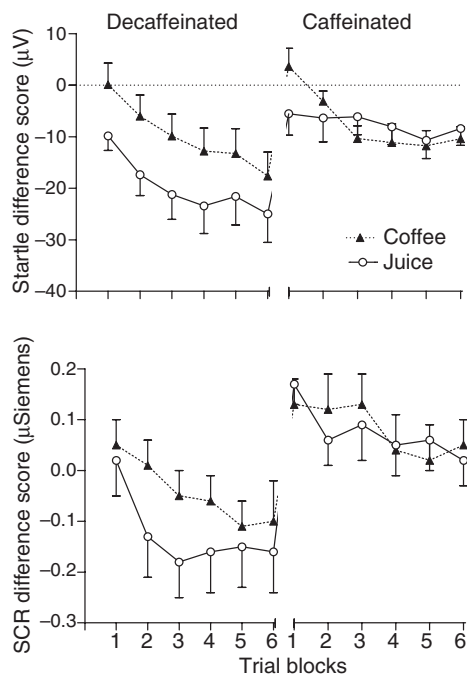 Decaffeinated Caffeinated
Startle difference score (μV)
10
0
–10
–20
–30
–40
Coffee
Juice
SCR difference score (μSiemens)
0.2
0.1
0.0
–0.1
–0.2
–0.3
1 2 3 4 5 6 1 2 3 4 5 6
Trial blocks